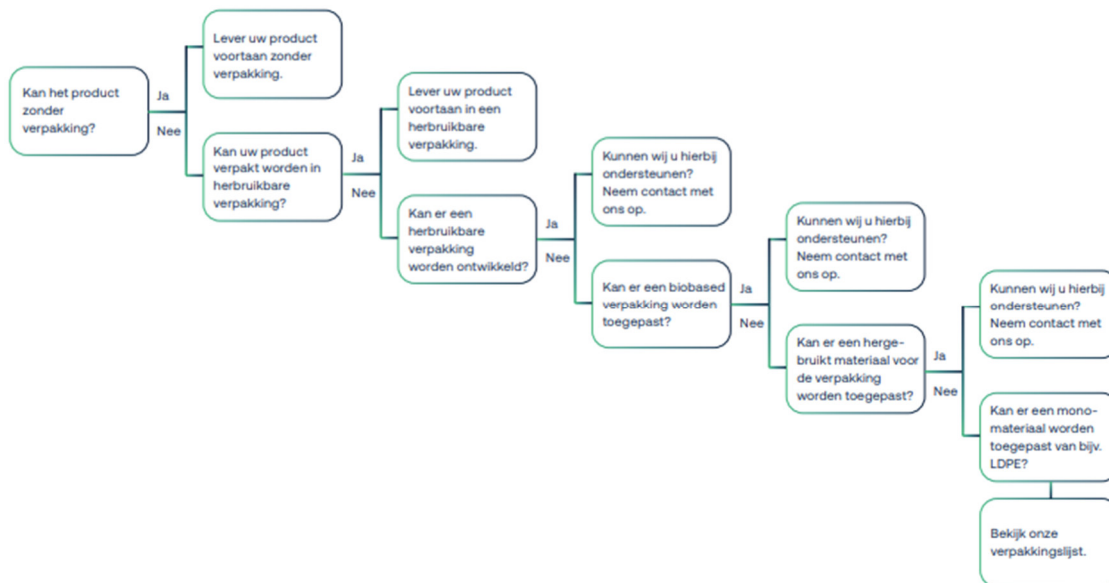 Kan het product
zonder
verpakking?
Ja
Nee
Lever uw product
voortaan zonder
verpakking.
Kan uw product
verpakt worden in
herbruikbare
verpakking?
Ja
Nee
Lever uw product
voortaan in een
herbruikbare
verpakking.
Kan er een
herbruikbare
verpakking
worden ontwikkeld?
Ja
Nee
Kunnen wij u hierbij
ondersteunen?
Neem contact met
ons op.
Kan er een biobased
verpakking worden
toegepast?
Ja
Nee
Kunnen wij u hierbij
ondersteunen?
Neem contact met
ons op.
Kan er een herge-
bruikt materiaal voor
de verpakking
worden toegepast?
Ja
Nee
Kunnen wij u hierbij
ondersteunen?
Neem contact met
ons op.
Kan er een mono-
materiaal worden
toegepast van bijv.
LDPE?
Bekijk onze
verpakkingslijst.